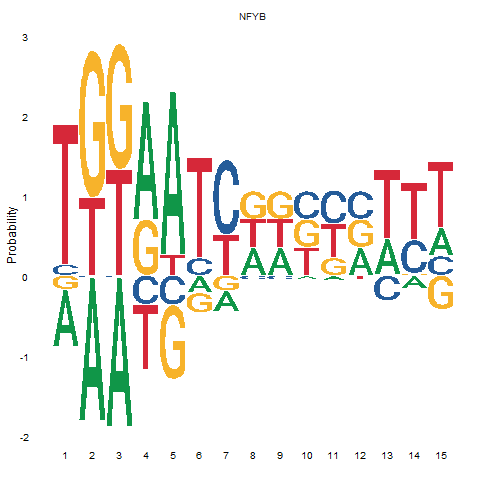 NFYB
Probability
3
2
1
0
-1
-2
T C G A
G T A
G T A
A G C T
A T C G
T C A G
C T G A
G T A
G T A
C G T
C T G A
C G A
T A C
T C A
T A C G
1 2 3 4 5 6 7 8 9 10 11 12 13 14 15